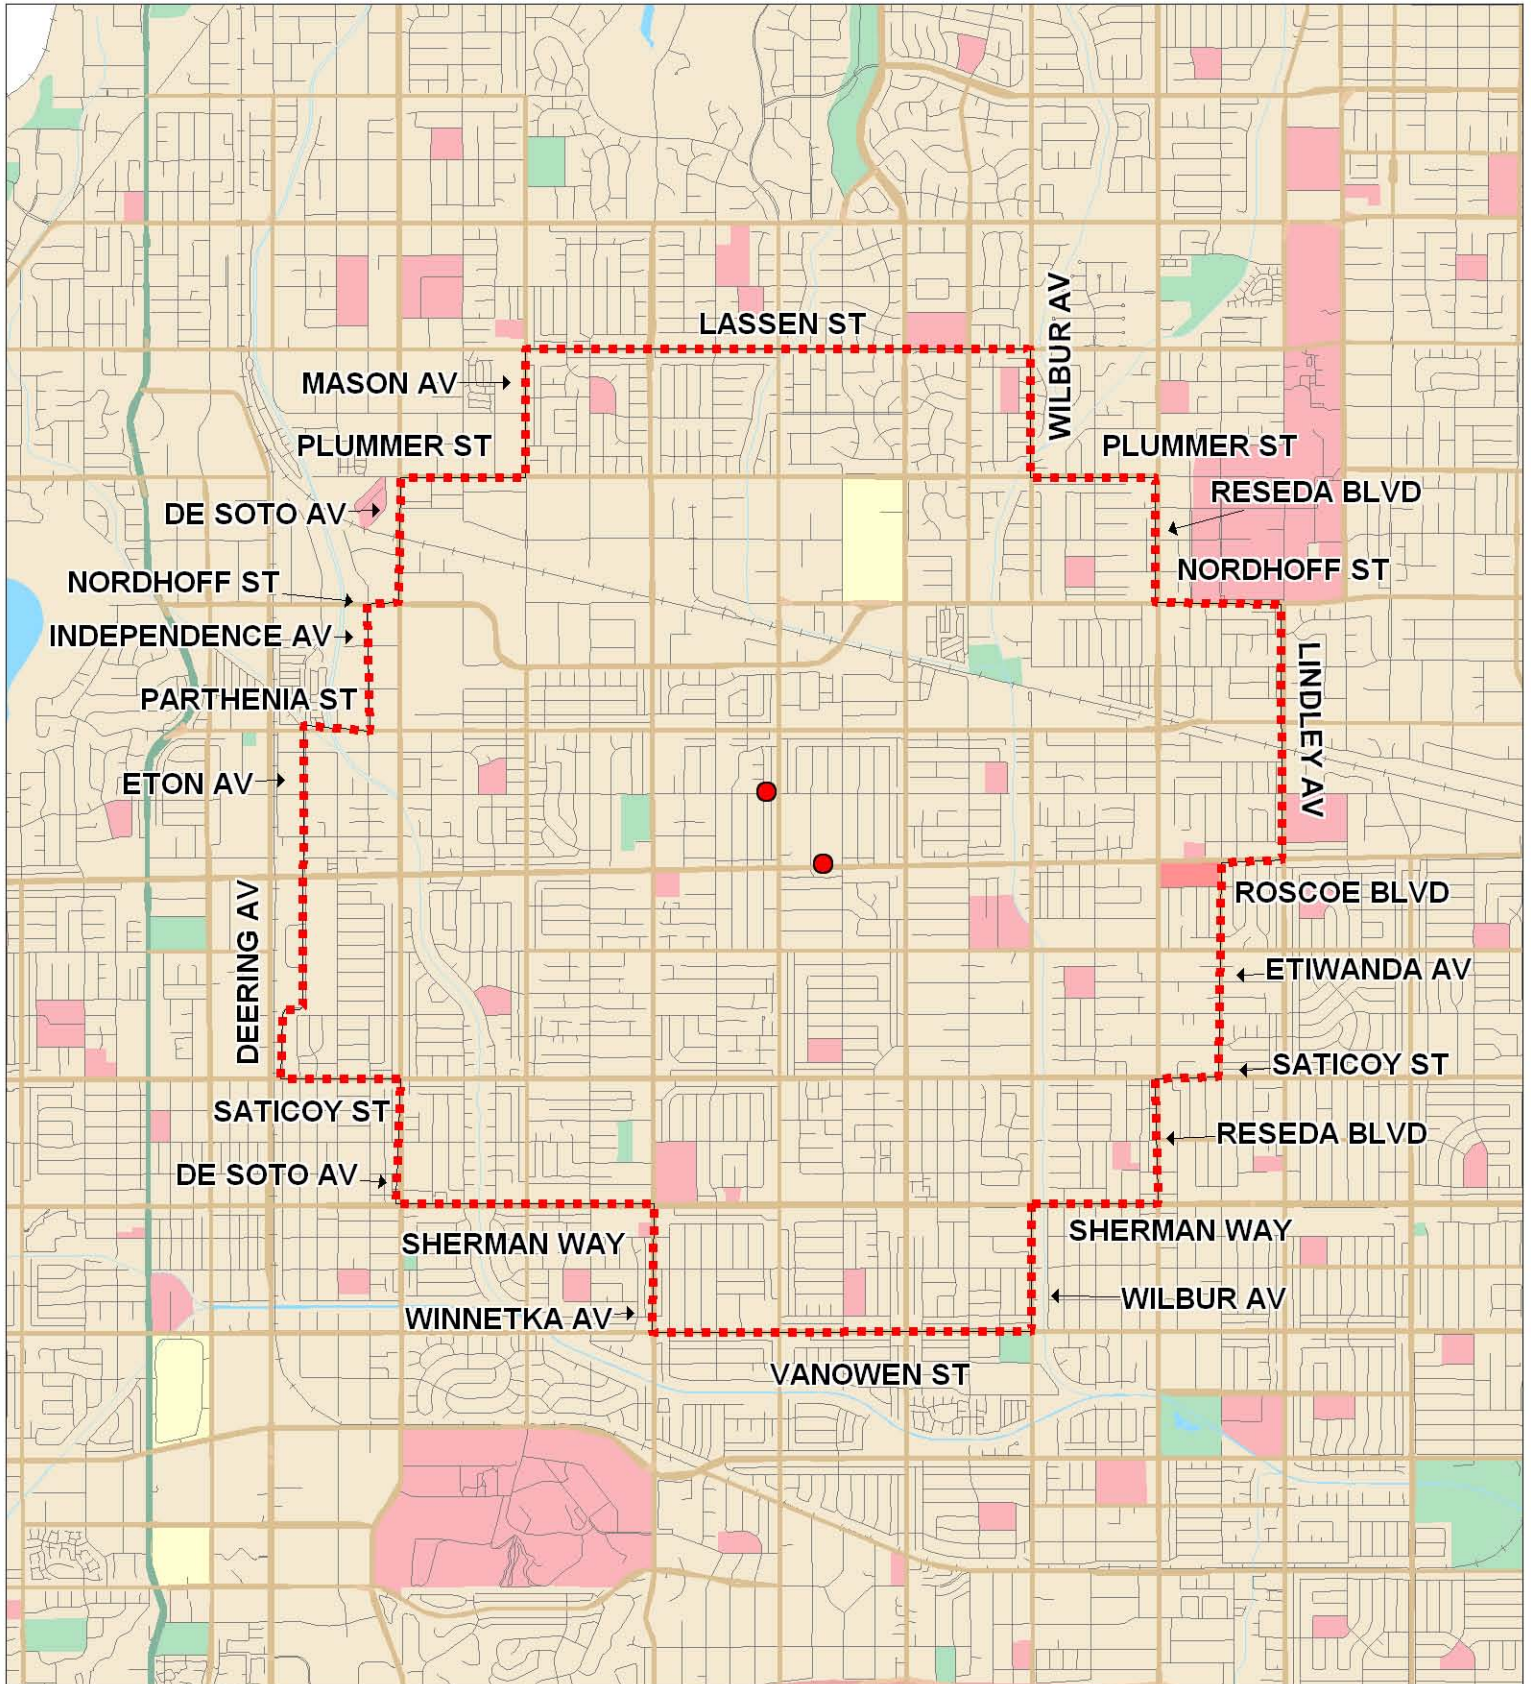 LASSEN ST
WILBUR AV
MASON AV
PLUMMER ST
PLUMMER ST
RESEDA BLVD
DE SOTO AV
NORDHOFF ST
NORDHOFF ST
INDEPENDENCE AV
LINDLEY AV
PARTHENIA ST
ETON AV
DEERING AV
ROSCOE BLVD
ETIWANDA AV
SATICOY ST
SATICOY ST
RESEDA BLVD
DE SOTO AV
SHERMAN WAY
SHERMAN WAY
WILBUR AV
WINNETKA AV
VANOWEN ST